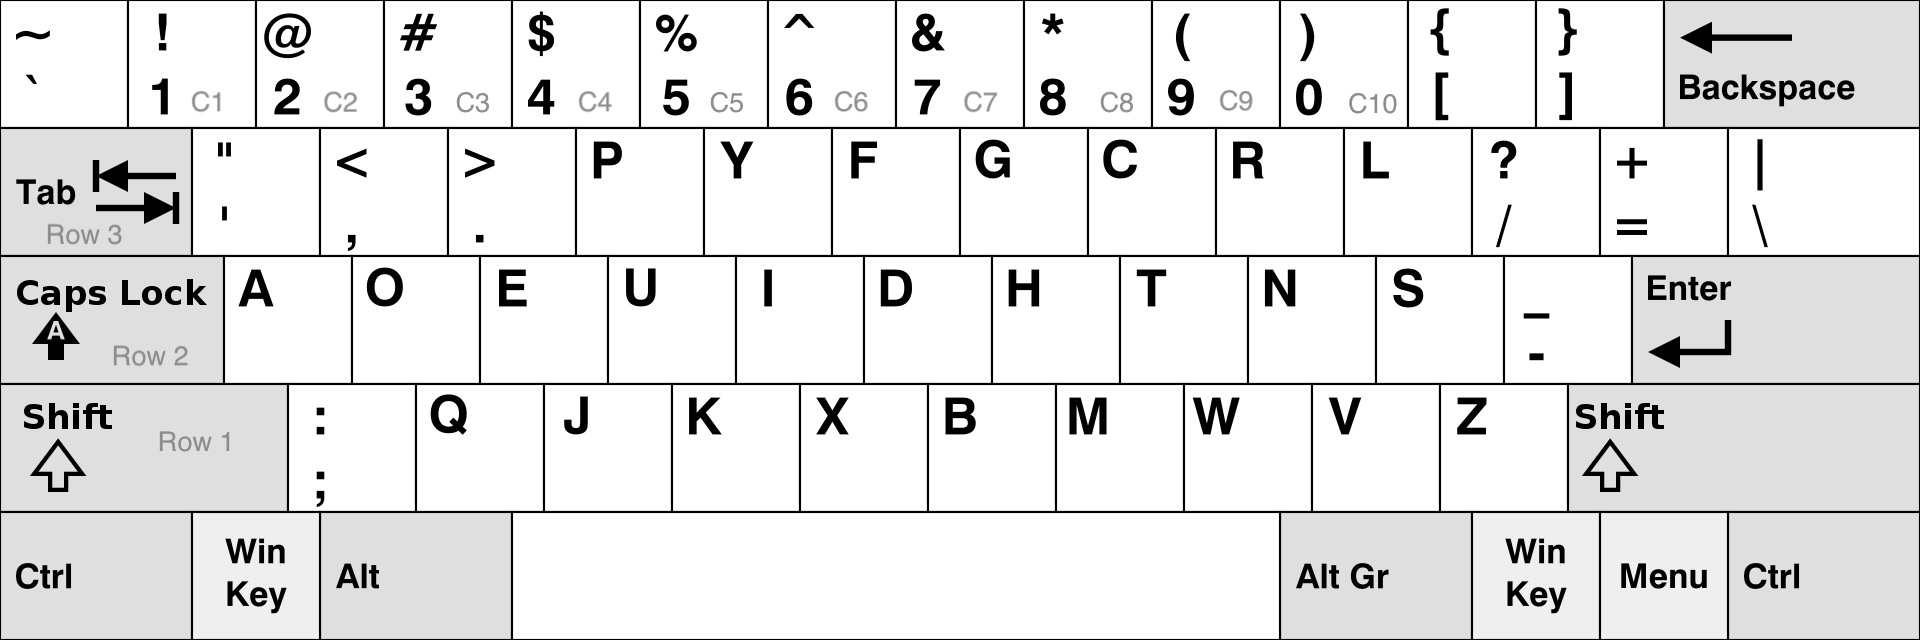 ~ ! @ # $ % ^ & * ( ) { }
` 1 C1 2 C2 3 C3 4 C4 5 C5 6 C6 7 C7 8 C8 9 C9 0 C10 [ ] Backspace
Tab " < > P Y F G C R L ? + |
Row 3 ' , . / = \
Caps Lock A O E U I D H T N S _ Enter
A Row 2 -
Shift : Q J K X B M W V Z Shift
Row 1 ;
Ctrl Win Key Alt Alt Gr Win Key Menu Ctrl